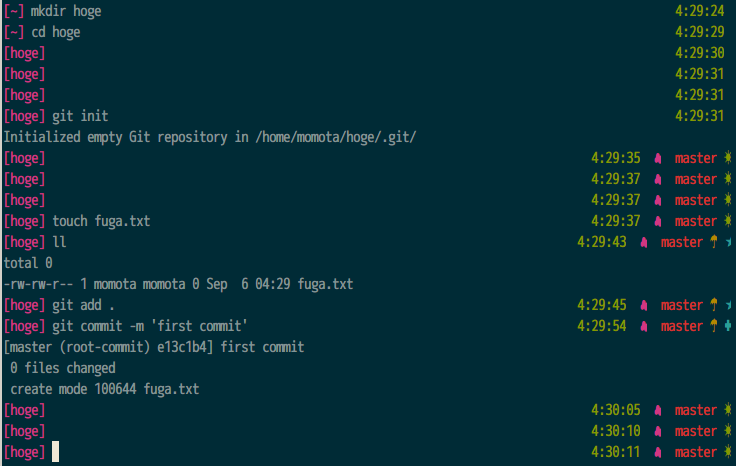 [~] mkdir hoge 4:29:24
[~] cd hoge 4:29:29
[hoge] 4:29:30
[hoge] 4:29:31
[hoge] 4:29:31
[hoge] git init 4:29:31
Initialized empty Git repository in /home/momota/hoge/.git/
[hoge] 4:29:35 master
[hoge] 4:29:37 master
[hoge] 4:29:37 master
[hoge] touch fuga.txt 4:29:37 master
[hoge] ll 4:29:43 master
total 0
-rw-rw-r-- 1 momota momota 0 Sep  6 04:29 fuga.txt
[hoge] git add . 4:29:45 master
[hoge] git commit -m 'first commit' 4:29:54 master
[master (root-commit) e13c1b4] first commit
 0 files changed
 create mode 100644 fuga.txt
[hoge] 4:30:05 master
[hoge] 4:30:10 master
[hoge] 4:30:11 master